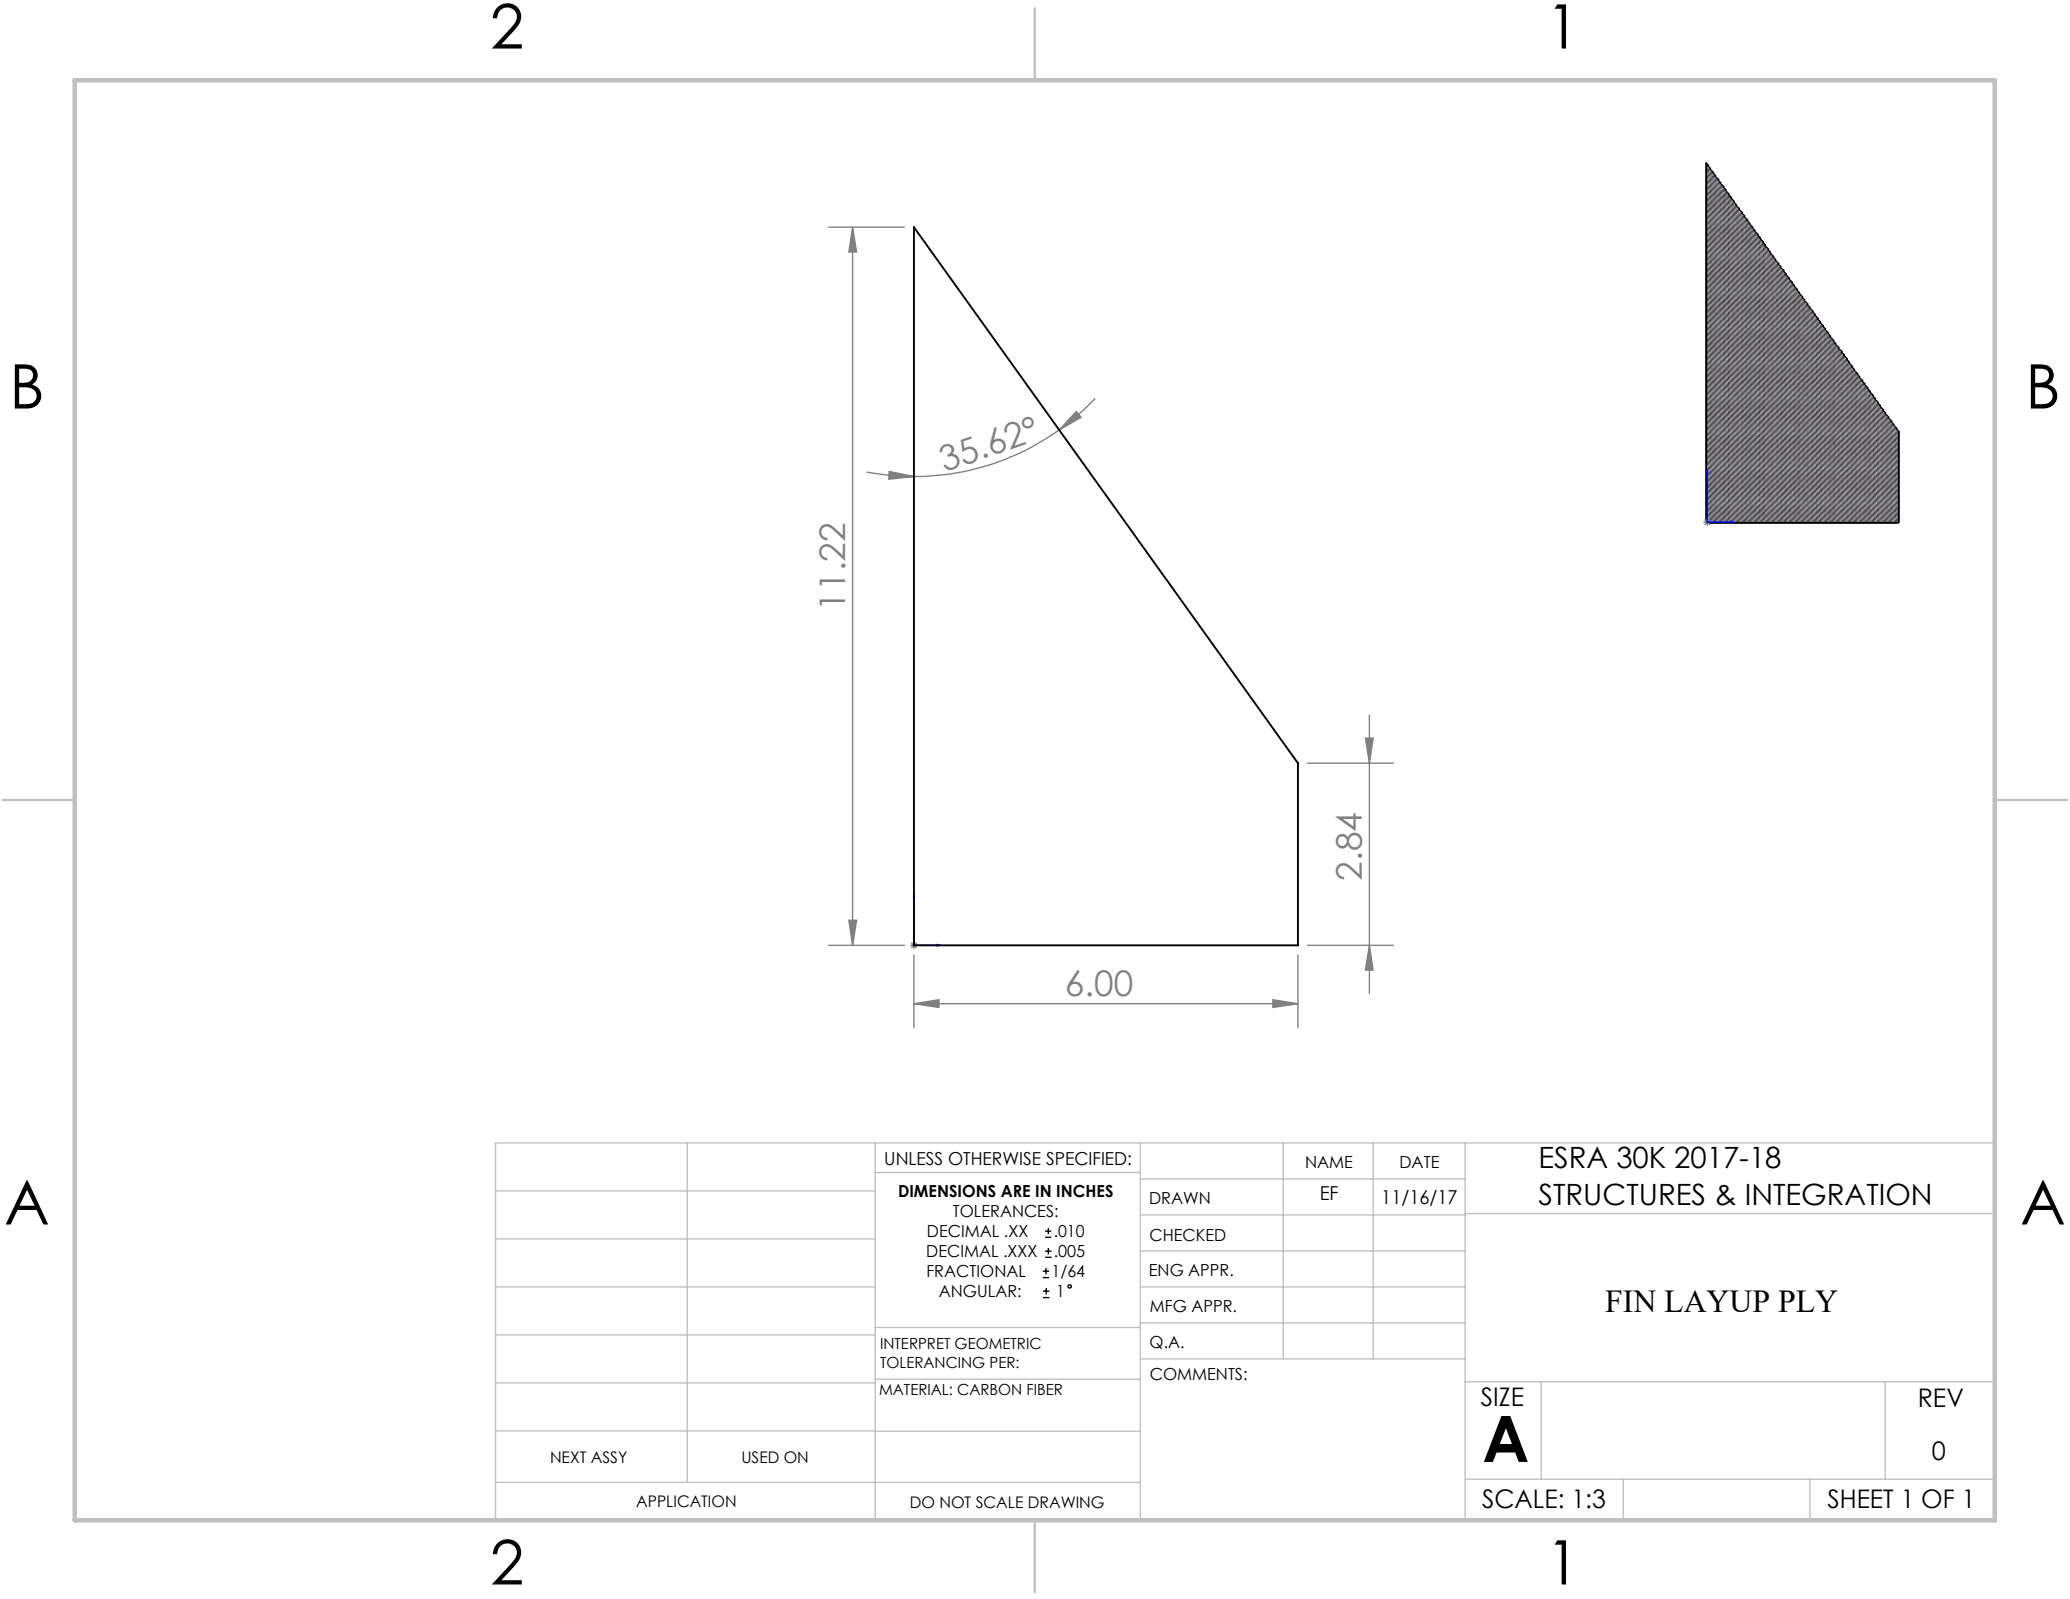 2
1
B
B
35.62°
11.22
2.84
6.00
A
A
UNLESS OTHERWISE SPECIFIED:
DIMENSIONS ARE IN INCHES
TOLERANCES:
DECIMAL .XX ±.010
DECIMAL .XXX ±.005
FRACTIONAL ±1/64
ANGULAR: ± 1°
INTERPRET GEOMETRIC
TOLERANCING PER:
MATERIAL: CARBON FIBER
DO NOT SCALE DRAWING
NEXT ASSY
USED ON
APPLICATION
NAME
DATE
DRAWN
EF
11/16/17
CHECKED
ENG APPR.
MFG APPR.
Q.A.
COMMENTS:
ESRA 30K 2017-18
STRUCTURES & INTEGRATION
FIN LAYUP PLY
SIZE
A
REV
0
SCALE: 1:3
SHEET 1 OF 1
2
1